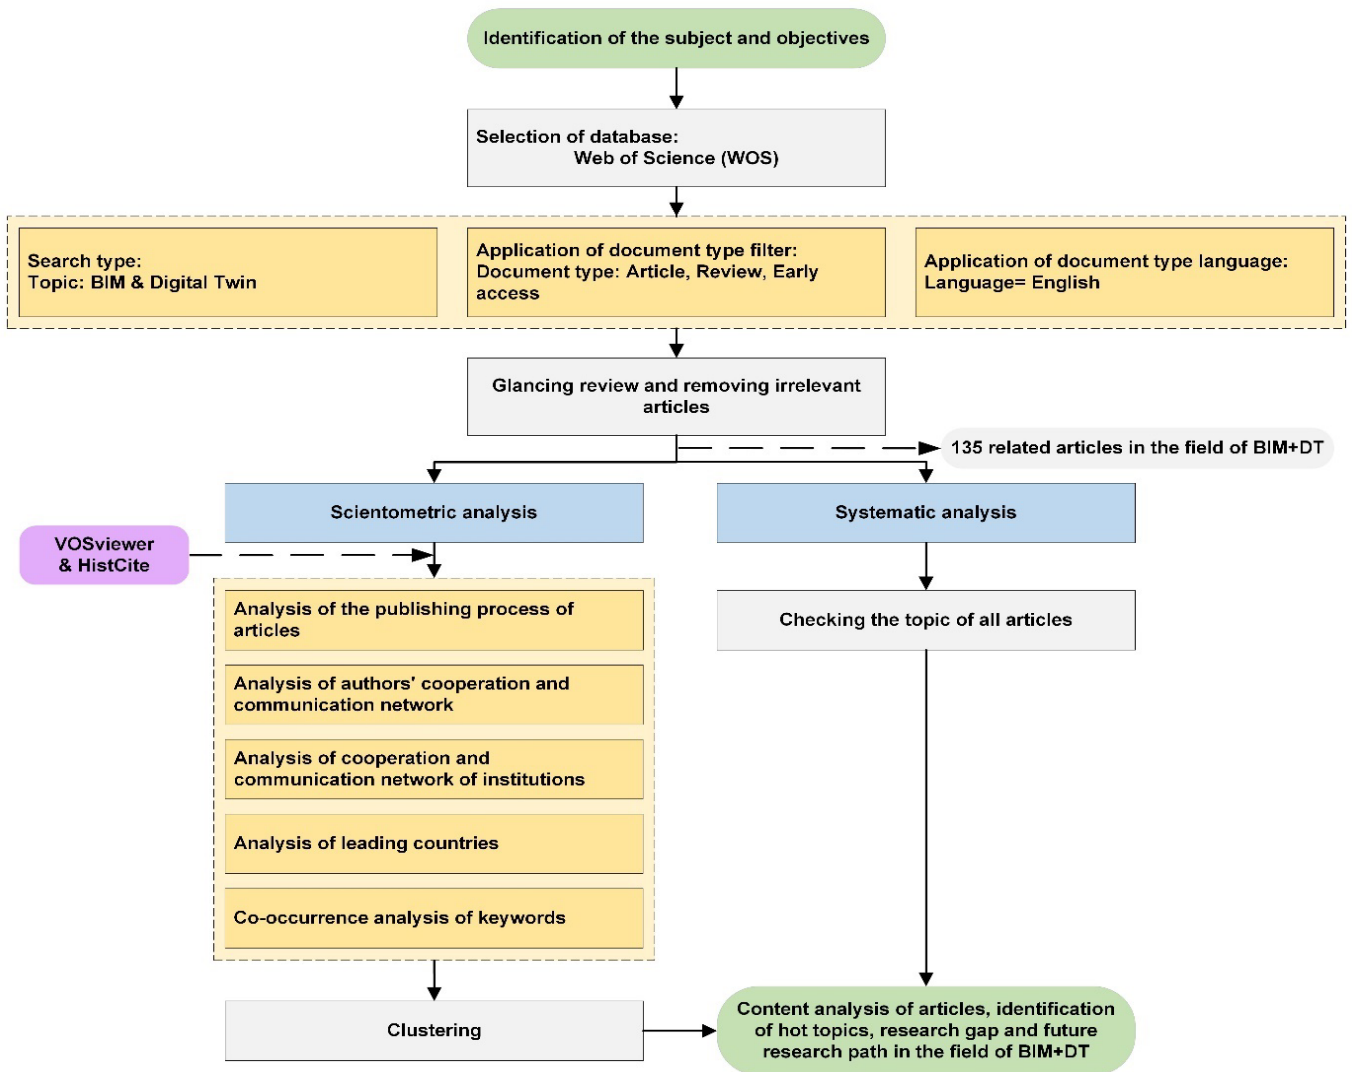 Identification of the subject and objectives
Selection of database:
Web of Science (WOS)
Search type:
Topic: BIM & Digital Twin
Application of document type filter:
Document type: Article, Review, Early
access
Application of document type language:
Language= English
Glancing review and removing irrelevant
articles
135 related articles in the field of BIM+DT
Scientometric analysis
Systematic analysis
VOSviewer
& HistCite
Analysis of the publishing process of
articles
Checking the topic of all articles
Analysis of authors' cooperation and
communication network
Analysis of cooperation and
communication network of institutions
Analysis of leading countries
Co-occurrence analysis of keywords
Clustering
Content analysis of articles, identification
of hot topics, research gap and future
research path in the field of BIM+DT